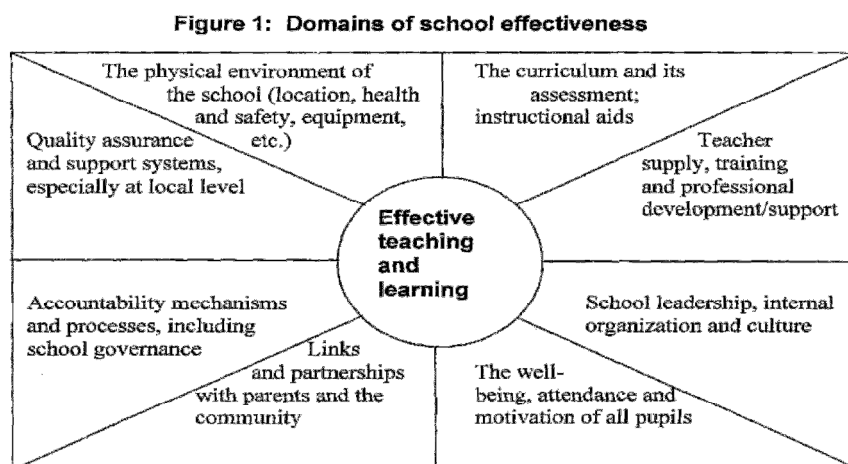 Figure 1: Domains of school effectiveness
The physical environment of
the school (location, health
and safety, equipment,
etc.)
The curriculum and its
assessment;
instructional aids
Quality assurance
and support systems,
especially at local level
Teacher
supply, training
and professional
development/support
Effective
teaching
and
learning
Accountability mechanisms
and processes, including
school governance
School leadership, internal
organization and culture
Links
and partnerships
with parents and the
community
The well-
being, attendance and
motivation of all pupils